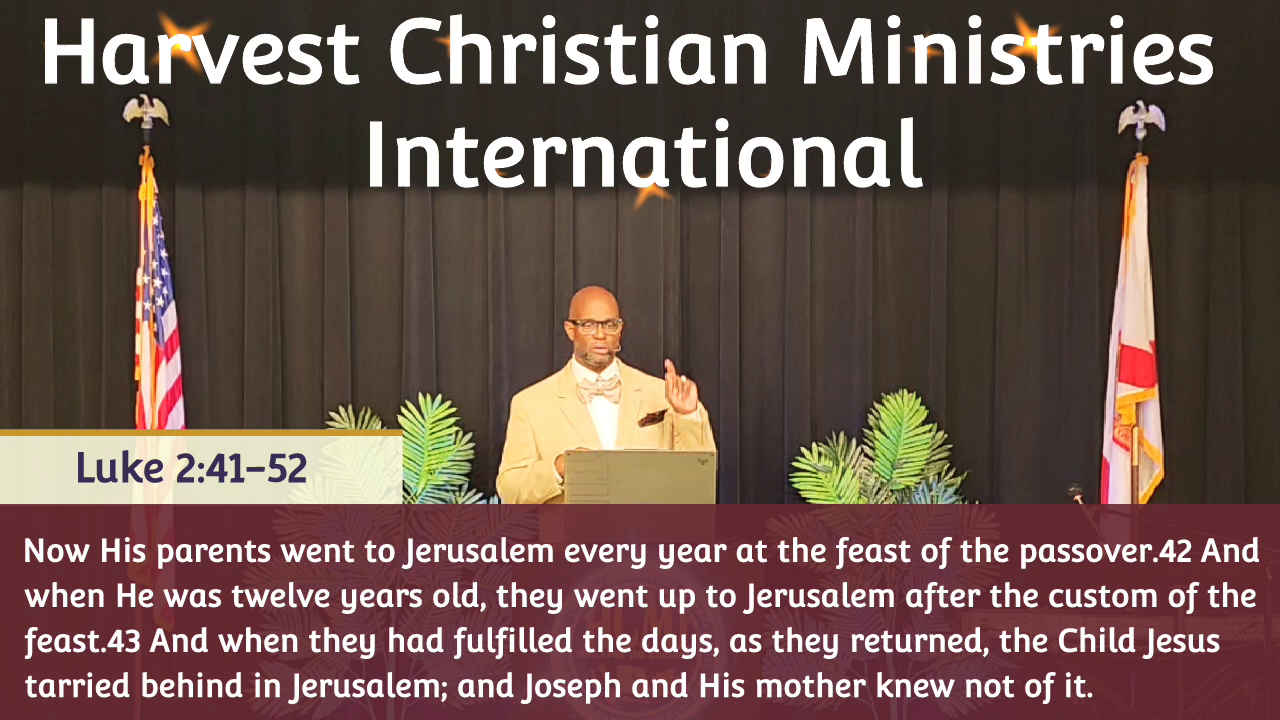 Harvest Christian Ministries
International
Luke 2:41–52
Now His parents went to Jerusalem every year at the feast of the passover.42 And
when He was twelve years old, they went up to Jerusalem after the custom of the
feast.43 And when they had fulfilled the days, as they returned, the Child Jesus
tarried behind in Jerusalem; and Joseph and His mother knew not of it.